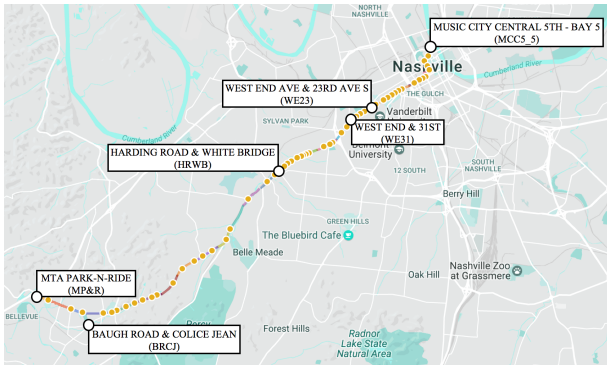 NORTH
NASHVILLE
MUSIC CITY CENTRAL 5TH - BAY 5
(MCC5_5)
Nashville
Cumberland River
WEST END AVE & 23RD AVE S
(WE23)
THE GULCH
Vanderbilt
SYLVAN PARK
WEST END & 31ST
(WE31)
Cumberland River
Belmont
University
HARDING ROAD & WHITE BRIDGE
(HRWB)
12 SOUTH
SOUTH
NASHVILLE
Berry Hill
GREEN HILLS
The Bluebird Cafe
Belle Meade
Oak Hill
Nashville Zoo
at Grassmere
MTA PARK-N-RIDE
(MP&R)
BELLEVUE
BAUGH ROAD & COLICE JEAN
(BRCJ)
Percy
Forest Hills
Radnor
Lake State
Natural Area